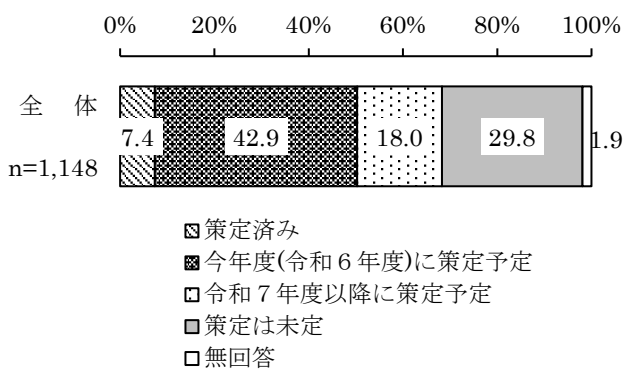 0% 20% 40% 60% 80% 100%
全 体
7.4 42.9 18.0 29.8 1.9
n=1,148
策定済み
今年度(令和６年度)に策定予定
令和７年度以降に策定予定
策定は未定
無回答